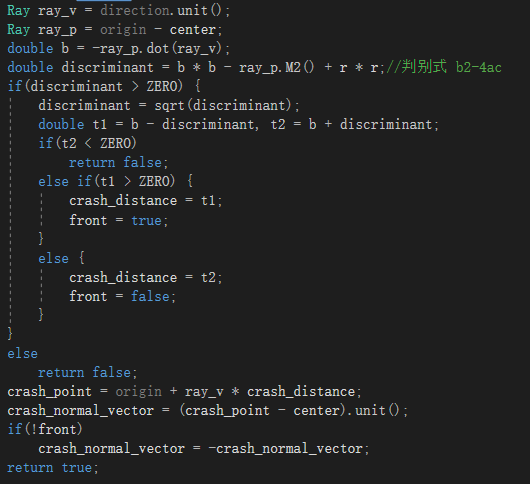 Ray ray_v = direction.unit();
Ray ray_p = origin - center;
double b = -ray_p.dot(ray_v);
double discriminant = b * b - ray_p.M2() + r * r;//判别式 b2-4ac
if(discriminant > ZERO) {
discriminant = sqrt(discriminant);
double t1 = b - discriminant, t2 = b + discriminant;
if(t2 < ZERO)
return false;
else if(t1 > ZERO) {
crash_distance = t1;
front = true;
}
else {
crash_distance = t2;
front = false;
}
}
else
return false;
crash_point = origin + ray_v * crash_distance;
crash_normal_vector = (crash_point - center).unit();
if(!front)
crash_normal_vector = -crash_normal_vector;
return true;